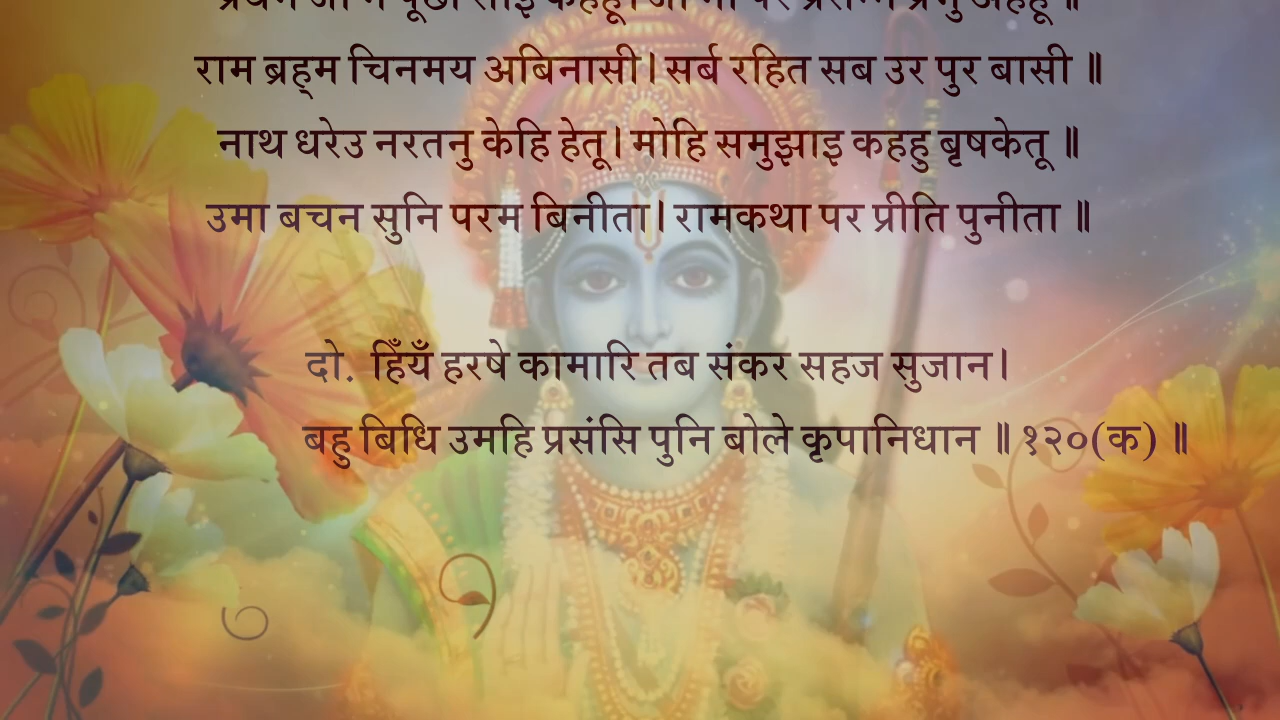 राम ब्रह्म चिनमय अबिनासी। सर्ब रहित सब उर पुर बासी ॥
नाथ धरेउ नरतनु केहि हेतू। मोहि समुझाइ कहहु बृषकेतू ॥
उमा बचन सुनि परम बिनीता। रामकथा पर प्रीति पुनीता ॥
दो. हिँयँ हरषे कामारि तब संकर सहज सुजान।
बहु बिधि उमहि प्रसंसि पुनि बोले कृपानिधान ॥ १२०(क) ॥